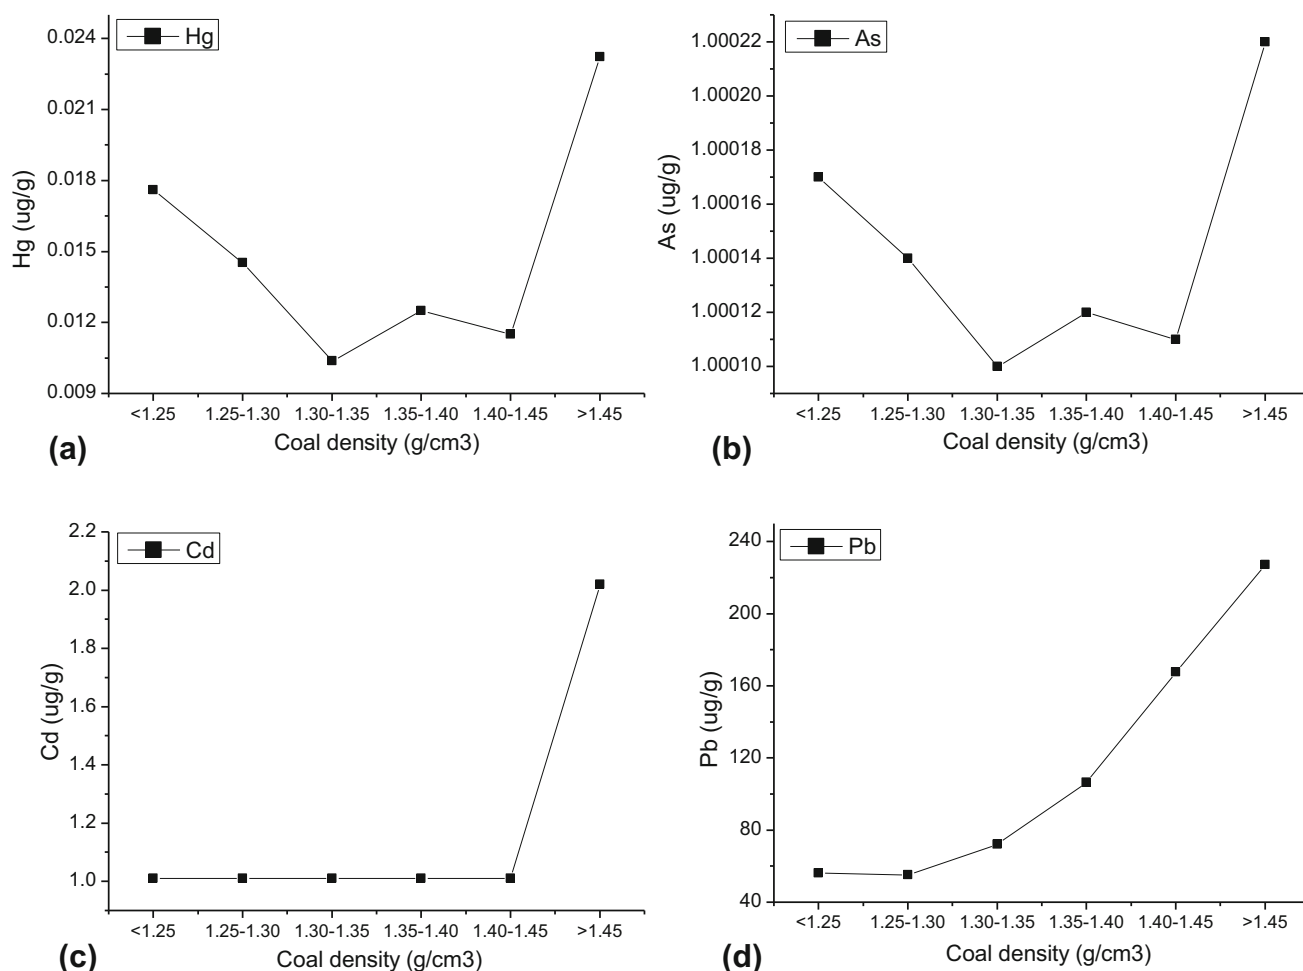 Hg
0.024
0.021
0.018
0.015
0.012
0.009
Hg (ug/g)
<1.25 1.25-1.30 1.30-1.35 1.35-1.40 1.40-1.45 >1.45
Coal density (g/cm3)
(a)
As
1.00022
1.00020
1.00018
1.00016
1.00014
1.00012
1.00010
As (ug/g)
<1.25 1.25-1.30 1.30-1.35 1.35-1.40 1.40-1.45 >1.45
Coal density (g/cm3)
(b)
Cd
2.2
2.0
1.8
1.6
1.4
1.2
1.0
Cd (ug/g)
<1.25 1.25-1.30 1.30-1.35 1.35-1.40 1.40-1.45 >1.45
Coal density (g/cm3)
(c)
Pb
240
200
160
120
80
40
Pb (ug/g)
<1.25 1.25-1.30 1.30-1.35 1.35-1.40 1.40-1.45 >1.45
Coal density (g/cm3)
(d)